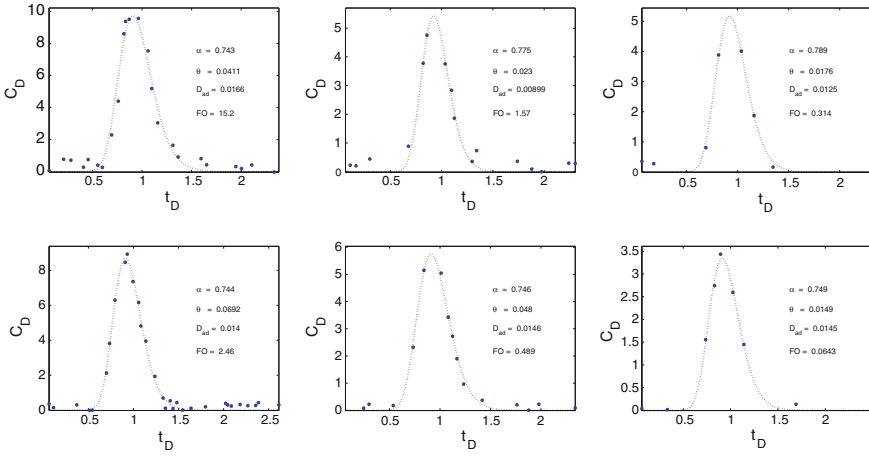 10
8
6
4
2
0
C_D
0.5
1
1.5
2
t_D
α = 0.743
θ = 0.0411
D_ad = 0.0166
FO = 15.2
5
4
3
2
1
0
C_D
0.5
1
1.5
2
t_D
α = 0.775
θ = 0.023
D_ad = 0.00899
FO = 1.57
5
4
3
2
1
0
C_D
0.5
1
1.5
2
t_D
α = 0.789
θ = 0.0176
D_ad = 0.0125
FO = 0.314
8
6
4
2
0
C_D
0.5
1
1.5
2.0
2.5
t_D
α = 0.744
θ = 0.0692
D_ad = 0.014
FO = 2.46
6
5
4
3
2
1
0
C_D
0.5
1
1.5
2
t_D
α = 0.746
θ = 0.048
D_ad = 0.0146
FO = 0.489
3.5
3
2.5
2
1.5
1
0.5
0
C_D
0.5
1
1.5
2
t_D
α = 0.749
θ = 0.0149
D_ad = 0.0145
FO = 0.0643